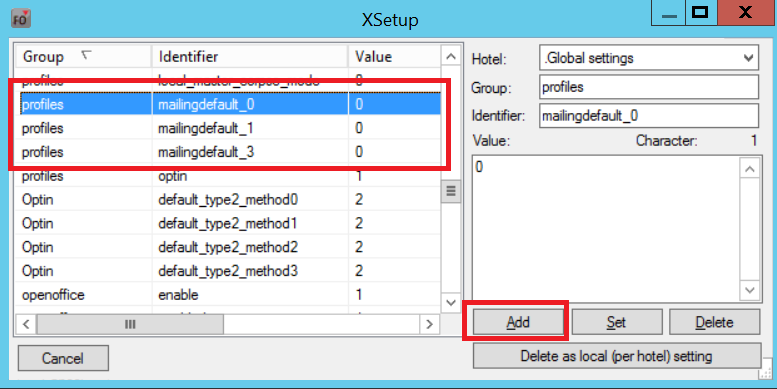 FO XSetup
Group Identifier Value
profiles local_master_corpco_mode 0
profiles mailingdefault_0 0
profiles mailingdefault_1 0
profiles mailingdefault_3 0
profiles optin 1
Optin default_type2_method0 2
Optin default_type2_method1 2
Optin default_type2_method2 2
Optin default_type2_method3 2
openoffice enable 1
Cancel
Hotel: .Global settings
Group: profiles
Identifier: mailingdefault_0
Value: Character: 1
0
Add Set Delete
Delete as local (per hotel) setting